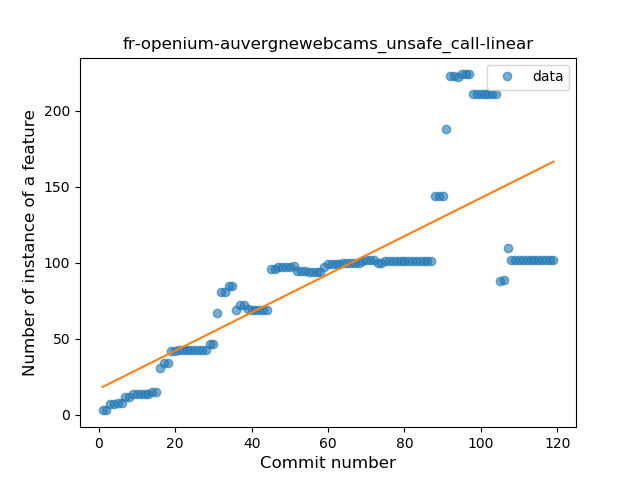 fr-openium-auvergnewebcams_unsafe_call-linear
data
Number of instance of a feature
200
150
100
50
0
0 20 40 60 80 100 120
Commit number